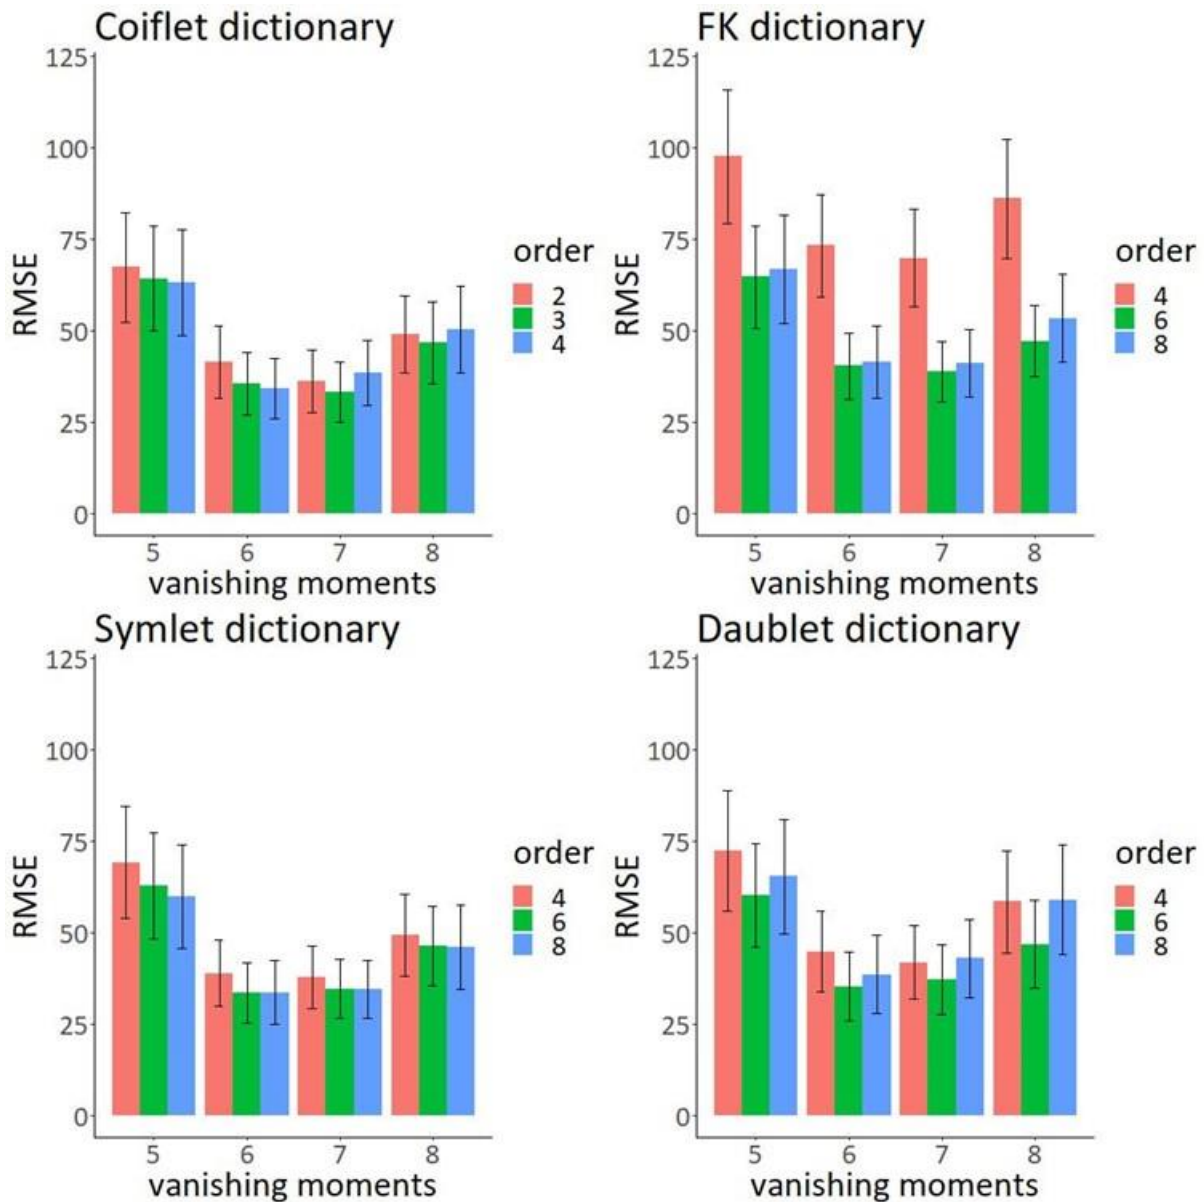 Coiflet dictionary
125
100
75
50
25
0
RMSE
5 6 7 8
vanishing moments
order
2
3
4
FK dictionary
125
100
75
50
25
0
RMSE
5 6 7 8
vanishing moments
order
4
6
8
Symlet dictionary
125
100
75
50
25
0
RMSE
5 6 7 8
vanishing moments
order
4
6
8
Daublet dictionary
125
100
75
50
25
0
RMSE
5 6 7 8
vanishing moments
order
4
6
8